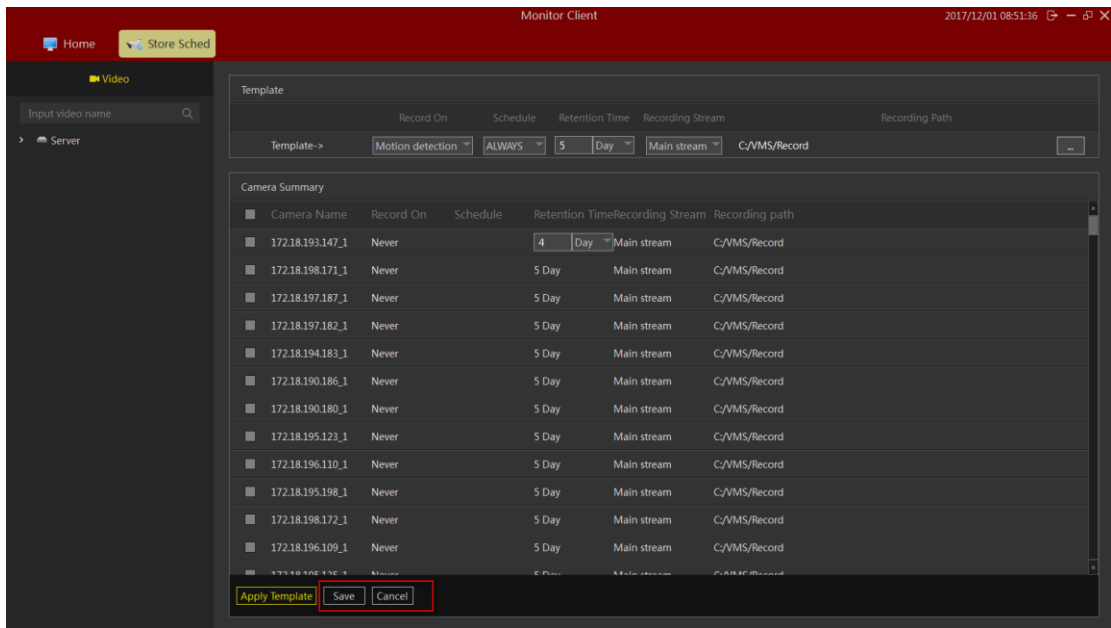 Monitor Client 2017/12/01 08:51:36
Home Store Sched
Video
Input video name
Server
Template
Record On Schedule Retention Time Recording Stream Recording Path
Template-> Motion detection ALWAYS 5 Day Main stream C:/VMS/Record ...
Camera Summary
Camera Name Record On Schedule Retention Time Recording Stream Recording path
172.18.193.147_1 Never 4 Day Main stream C:/VMS/Record
172.18.198.171_1 Never 5 Day Main stream C:/VMS/Record
172.18.197.187_1 Never 5 Day Main stream C:/VMS/Record
172.18.197.182_1 Never 5 Day Main stream C:/VMS/Record
172.18.194.183_1 Never 5 Day Main stream C:/VMS/Record
172.18.190.186_1 Never 5 Day Main stream C:/VMS/Record
172.18.190.180_1 Never 5 Day Main stream C:/VMS/Record
172.18.195.123_1 Never 5 Day Main stream C:/VMS/Record
172.18.196.110_1 Never 5 Day Main stream C:/VMS/Record
172.18.195.198_1 Never 5 Day Main stream C:/VMS/Record
172.18.198.172_1 Never 5 Day Main stream C:/VMS/Record
172.18.196.109_1 Never 5 Day Main stream C:/VMS/Record
Never 5 Day Main stream C:/VMS/Record
Apply Template Save Cancel